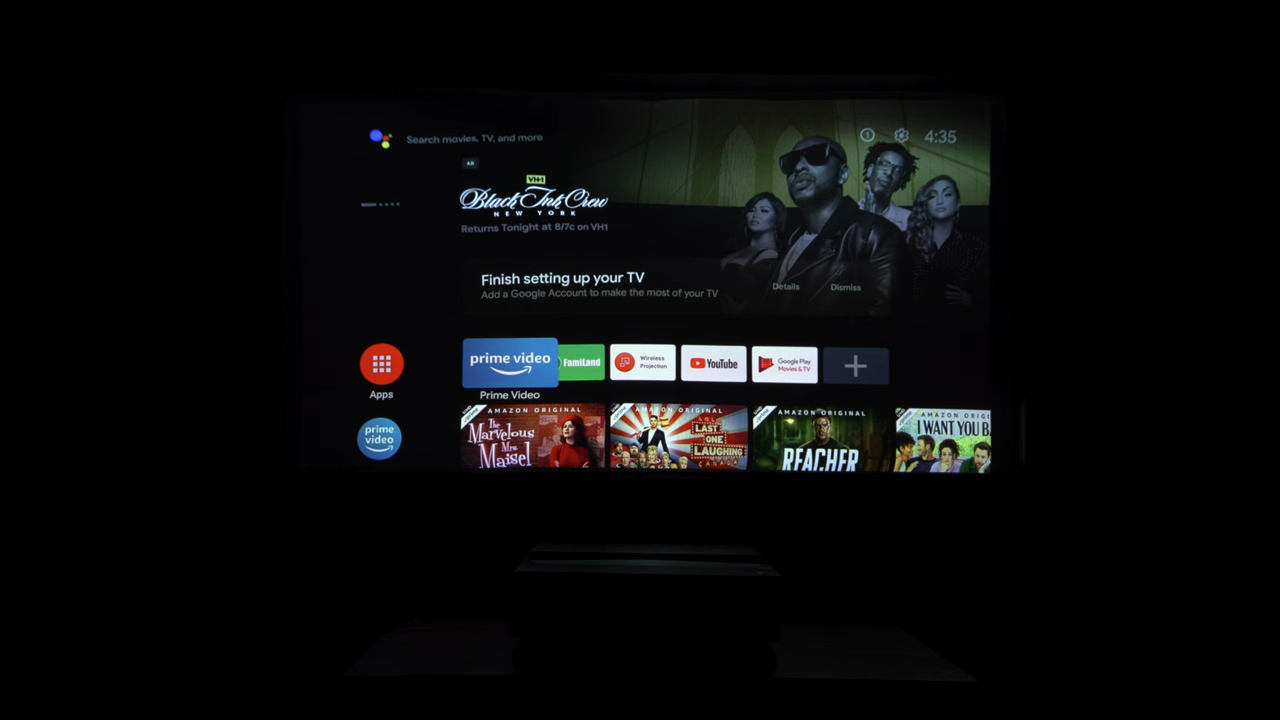 Search movies, TV, and more
4:35
AD
VH1
Black Ink Crew
NEW YORK
Returns Tonight at 8/7c on VH1
Finish setting up your TV
Add a Google Account to make the most of your TV
Details
Dismiss
prime video
FamiLand
Wireless
Projection
YouTube
Google Play
Movies & TV
Apps
Prime Video
prime
video
AMAZON ORIGINAL
The
Marvelous
Mrs.
Maisel
AMAZON ORIGINAL
LOL
LAST
ONE
LAUGHING
CANADA
AMAZON ORIGINAL
REACHER
AMAZON ORIGI
I WANT YOU B